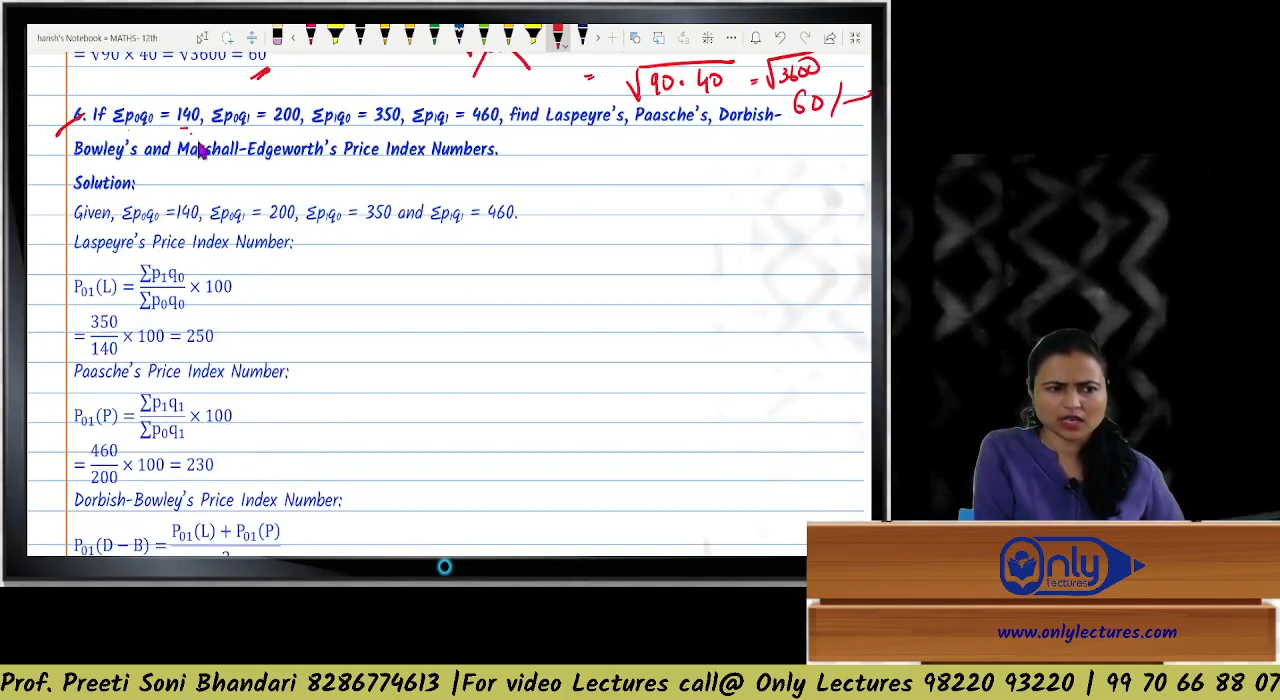 harish's Notebook » MATHS- 12th
= √90 × 40 = √3600 = 60
= √90 · 40 = √3600
60/-
6. If Σp₀q₀ = 140, Σp₀q₁ = 200, Σp₁q₀ = 350, Σp₁q₁ = 460, find Laspeyre's, Paasche's, Dorbish-
Bowley's and Marshall-Edgeworth's Price Index Numbers.
Solution:
Given, Σp₀q₀ =140, Σp₀q₁ = 200, Σp₁q₀ = 350 and Σp₁q₁ = 460.
Laspeyre's Price Index Number:
P₀₁(L) = Σp₁q₀ / Σp₀q₀ × 100
= 350 / 140 × 100 = 250
Paasche's Price Index Number:
P₀₁(P) = Σp₁q₁ / Σp₀q₁ × 100
= 460 / 200 × 100 = 230
Dorbish-Bowley's Price Index Number:
P₀₁(D − B) = P₀₁(L) + P₀₁(P)
Only
lectures
www.onlylectures.com
Prof. Preeti Soni Bhandari 8286774613 |For video Lectures call@ Only Lectures 98220 93220 | 99 70 66 88 07